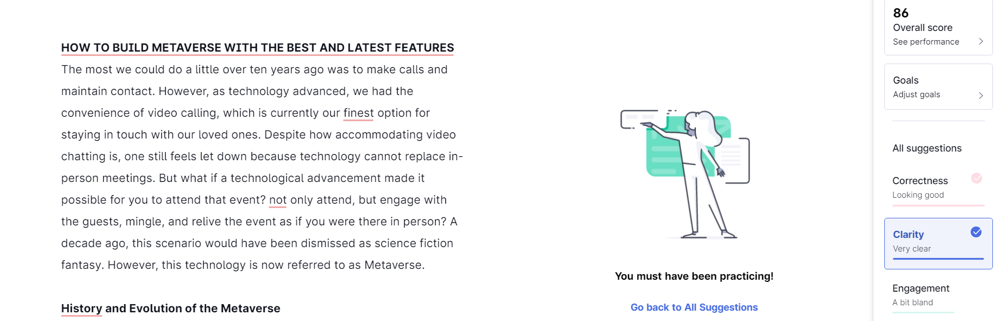 HOW TO BUILD METAVERSE WITH THE BEST AND LATEST FEATURES
The most we could do a little over ten years ago was to make calls and
maintain contact. However, as technology advanced, we had the
convenience of video calling, which is currently our finest option for
staying in touch with our loved ones. Despite how accommodating video
chatting is, one still feels let down because technology cannot replace in-
person meetings. But what if a technological advancement made it
possible for you to attend that event? not only attend, but engage with
the guests, mingle, and relive the event as if you were there in person? A
decade ago, this scenario would have been dismissed as science fiction
fantasy. However, this technology is now referred to as Metaverse.
History and Evolution of the Metaverse
You must have been practicing!
Go back to All Suggestions
86
Overall score
See performance
Goals
Adjust goals
All suggestions
Correctness
Looking good
Clarity
Very clear
Engagement
A bit bland